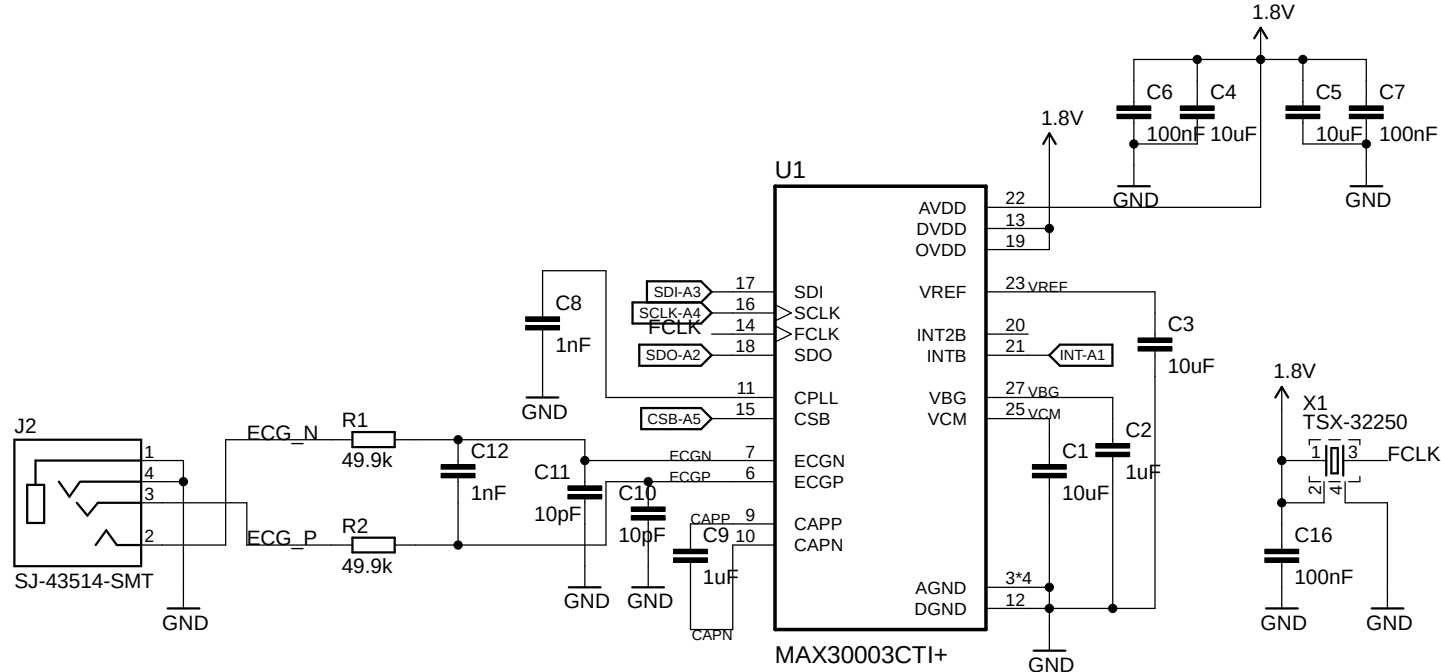 1.8V
C6
C4
C5
C7
100nF
10uF
10uF
100nF
1.8V
GND
GND
U1
AVDD
22
DVDD
13
OVDD
19
SDI-A3
17
SDI
VREF
23
VREF
SCLK-A4
16
SCLK
FCLK
14
FCLK
INT2B
20
SDO-A2
18
SDO
INTB
21
INT-A1
C8
1nF
GND
C3
10uF
11
CPLL
VBG
27
VBG
CSB-A5
15
CSB
VCM
25
VCM
1.8V
X1
TSX-32250
1
3
FCLK
2
4
C16
100nF
GND
GND
J2
1
4
3
2
SJ-43514-SMT
GND
ECG_N
R1
49.9k
ECG_P
R2
49.9k
C12
1nF
C11
10pF
C10
10pF
GND
GND
ECGN
7
ECGN
ECGP
6
ECGP
CAPP
9
CAPP
C9
1uF
10
CAPN
CAPN
C1
10uF
C2
1uF
AGND
3*4
DGND
12
GND
MAX30003CTI+